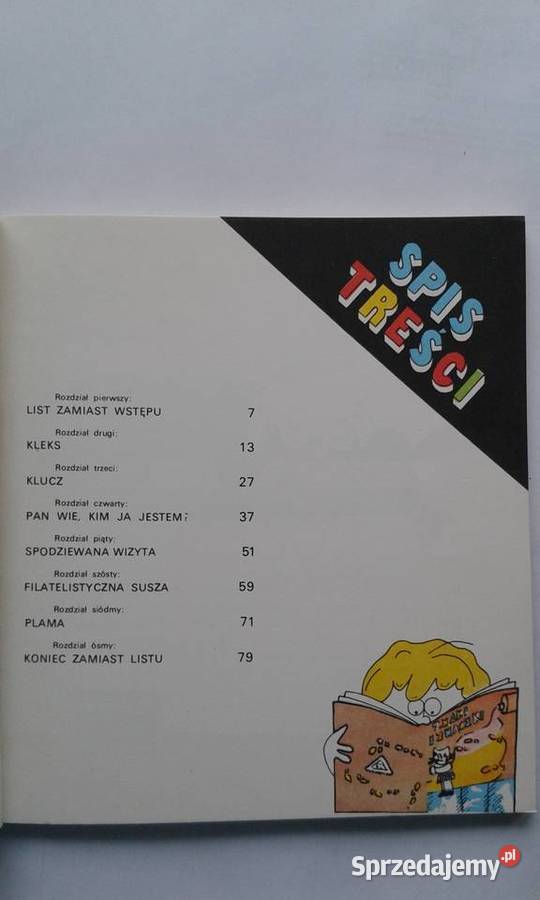 SPIS
TREŚCI
Rozdział pierwszy:
LIST ZAMIAST WSTĘPU 7
Rozdział drugi:
KLEKS 13
Rozdział trzeci:
KLUCZ 27
Rozdział czwarty:
PAN WIE, KIM JA JESTEM? 37
Rozdział piąty:
SPODZIEWANA WIZYTA 51
Rozdział szósty:
FILATELISTYCZNA SUSZA 59
Rozdział siódmy:
PLAMA 71
Rozdział ósmy:
KONIEC ZAMIAST LISTU 79
Sprzedajemy.pl